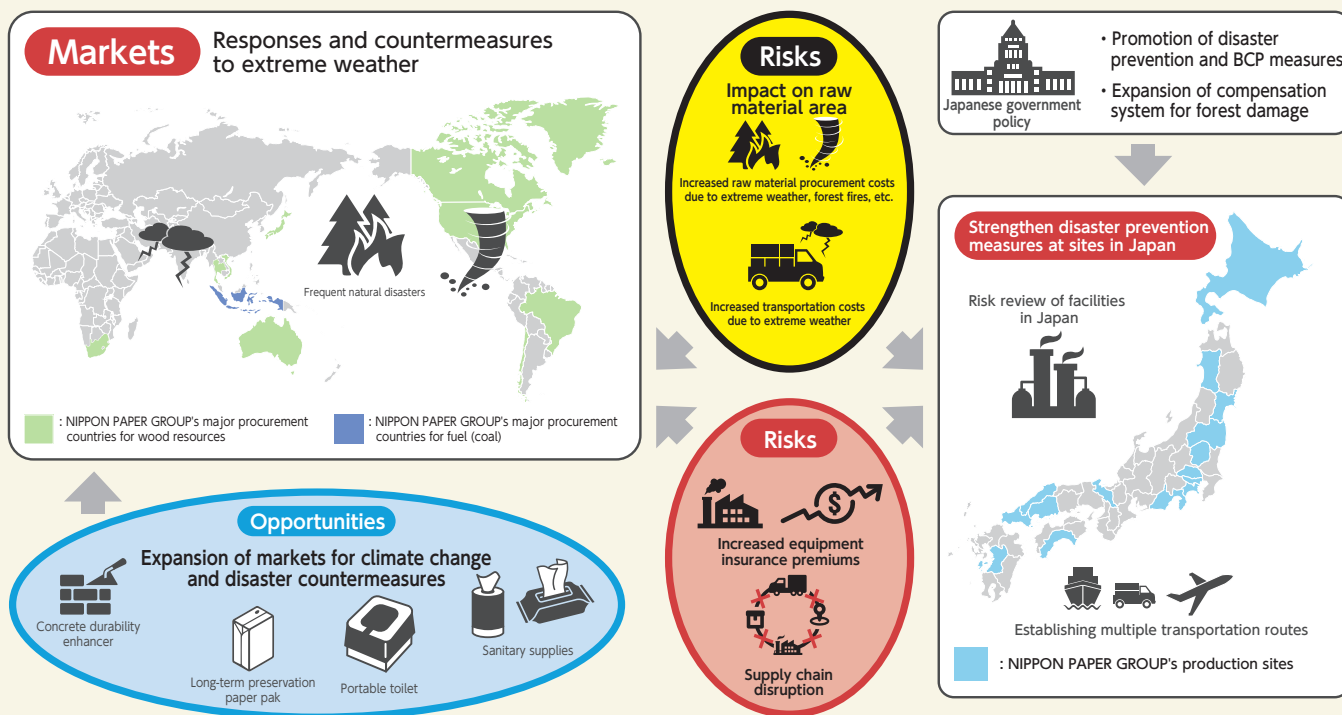 Markets
Responses and countermeasures
to extreme weather
Frequent natural disasters
: NIPPON PAPER GROUP's major procurement
countries for wood resources
: NIPPON PAPER GROUP's major procurement
countries for fuel (coal)
Opportunities
Expansion of markets for climate change
and disaster countermeasures
Concrete durability
enhancer
Long-term preservation
paper pak
Portable toilet
Sanitary supplies
Risks
Impact on raw
material area
Increased raw material procurement costs
due to extreme weather, forest fires, etc.
Increased transportation costs
due to extreme weather
Risks
$
Increased equipment
insurance premiums
Supply chain
disruption
Japanese government
policy
・Promotion of disaster
prevention and BCP measures
・Expansion of compensation
system for forest damage
Strengthen disaster prevention
measures at sites in Japan
Risk review of facilities
in Japan
Establishing multiple transportation routes
: NIPPON PAPER GROUP's production sites